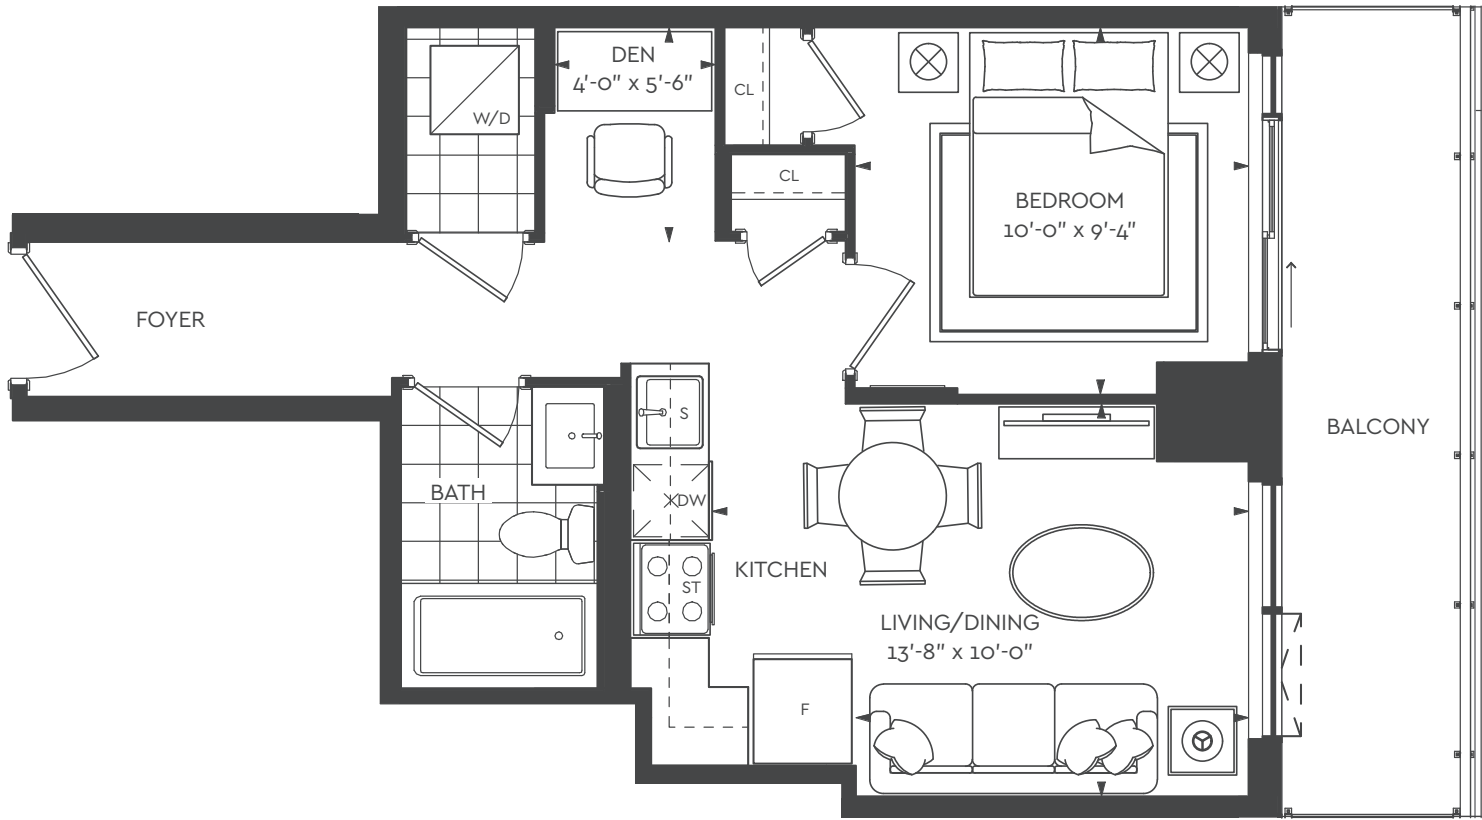 DEN
4'-0" x 5'-6"
W/D
CL
CL
BEDROOM
10'-0" x 9'-4"
FOYER
BALCONY
S
BATH
DW
KITCHEN
ST
LIVING/DINING
13'-8" x 10'-0"
F